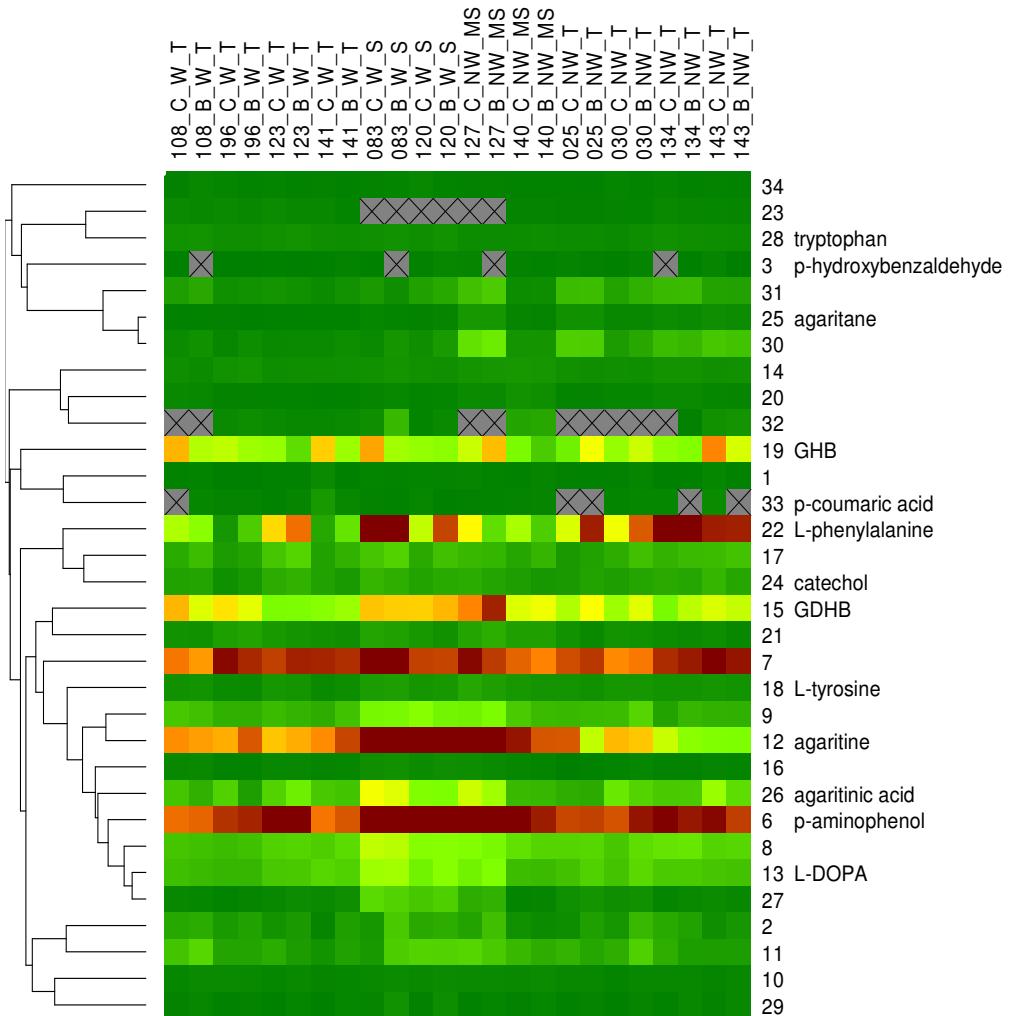 108_C_W_T
108_B_W_T
196_C_W_T
196_B_W_T
123_C_W_T
123_B_W_T
141_C_W_T
141_B_W_T
083_C_W_S
083_B_W_S
120_C_W_S
120_B_W_S
127_C_NW_MS
127_B_NW_MS
140_C_NW_MS
140_B_NW_MS
025_C_NW_T
025_B_NW_T
030_C_NW_T
030_B_NW_T
134_C_NW_T
134_B_NW_T
143_C_NW_T
143_B_NW_T
34
23
28 tryptophan
3 p-hydroxybenzaldehyde
31
25 agaritane
30
14
20
32
19 GHB
1
33 p-coumaric acid
22 L-phenylalanine
17
24 catechol
15 GDHB
21
7
18 L-tyrosine
9
12 agaritine
16
26 agaritinic acid
6 p-aminophenol
8
13 L-DOPA
27
2
11
10
29